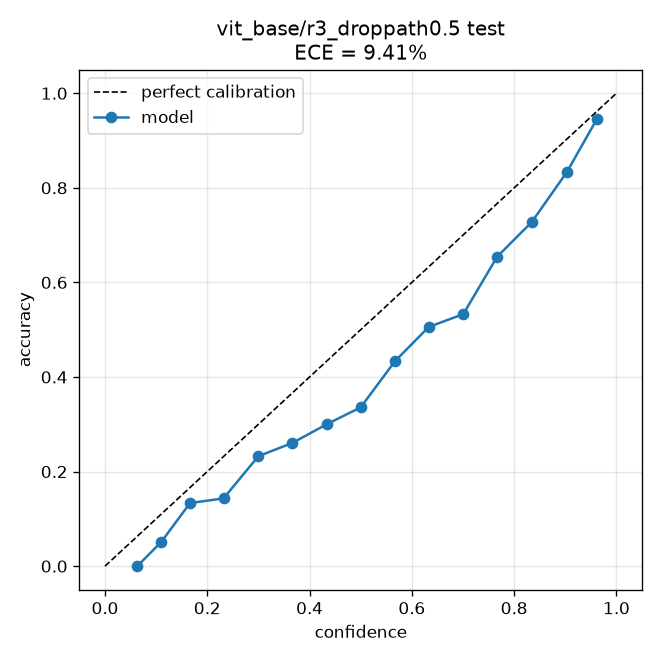 vit_base/r3_droppath0.5 test
ECE = 9.41%
perfect calibration
model
accuracy
1.0
0.8
0.6
0.4
0.2
0.0
0.0 0.2 0.4 0.6 0.8 1.0
confidence